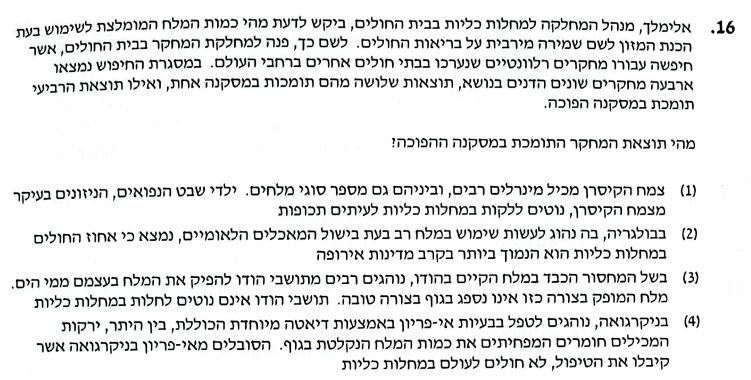 16. אלימלך, מנהל המחלקה למחלות כליות בבית החולים, ביקש לדעת מהי כמות המלח המומלצת לשימוש בעת
הכנת המזון לשם שמירה מירבית על בריאות החולים. לשם כך, פנה למחלקת המחקר בבית החולים, אשר
חיפשה עבורו מחקרים רלוונטיים שנערכו בבתי חולים אחרים ברחבי העולם. במסגרת החיפוש נמצאו
ארבעה מחקרים שונים הדנים בנושא, תוצאות שלושה מהם תומכות במסקנה אחת, ואילו תוצאת הרביעי
תומכת במסקנה הפוכה.
מהי תוצאת המחקר התומכת במסקנה ההפוכה?
(1) צמח הקיסרן מכיל מינרלים רבים, וביניהם גם מספר סוגי מלחים. ילדי שבט הנפואים, הניזונים בעיקר
מצמח הקיסרן, נוטים ללקות במחלות כליות לעיתים תכופות
(2) בבולגריה, בה נהוג לעשות שימוש במלח רב בעת בישול המאכלים הלאומיים, נמצא כי אחוז החולים
במחלות כליות הוא הנמוך ביותר בקרב מדינות אירופה
(3) בשל המחסור הכבד במלח הקיים בהודו, נוהגים רבים מתושבי הודו להפיק את המלח בעצמם ממי הים.
מלח המופק בצורה כזו אינו נספג בגוף בצורה טובה. תושבי הודו אינם נוטים לחלות במחלות כליות
(4) בניקרגואה, נוהגים לטפל בבעיות אי-פריון באמצעות דיאטה מיוחדת הכוללת, בין היתר, ירקות
המכילים חומרים המפחיתים את כמות המלח הנקלטת בגוף. הסובלים מאי-פריון בניקרגואה אשר
קיבלו את הטיפול, לא חולים לעולם במחלות כליות